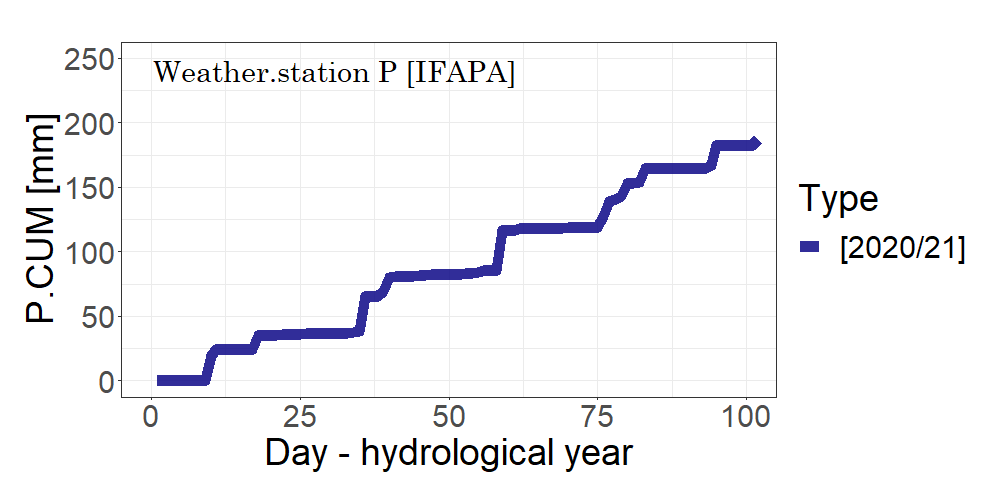 Weather.station P [IFAPA]
P.CUM [mm]
250
200
150
100
50
0
0 25 50 75 100
Day - hydrological year
Type
[2020/21]